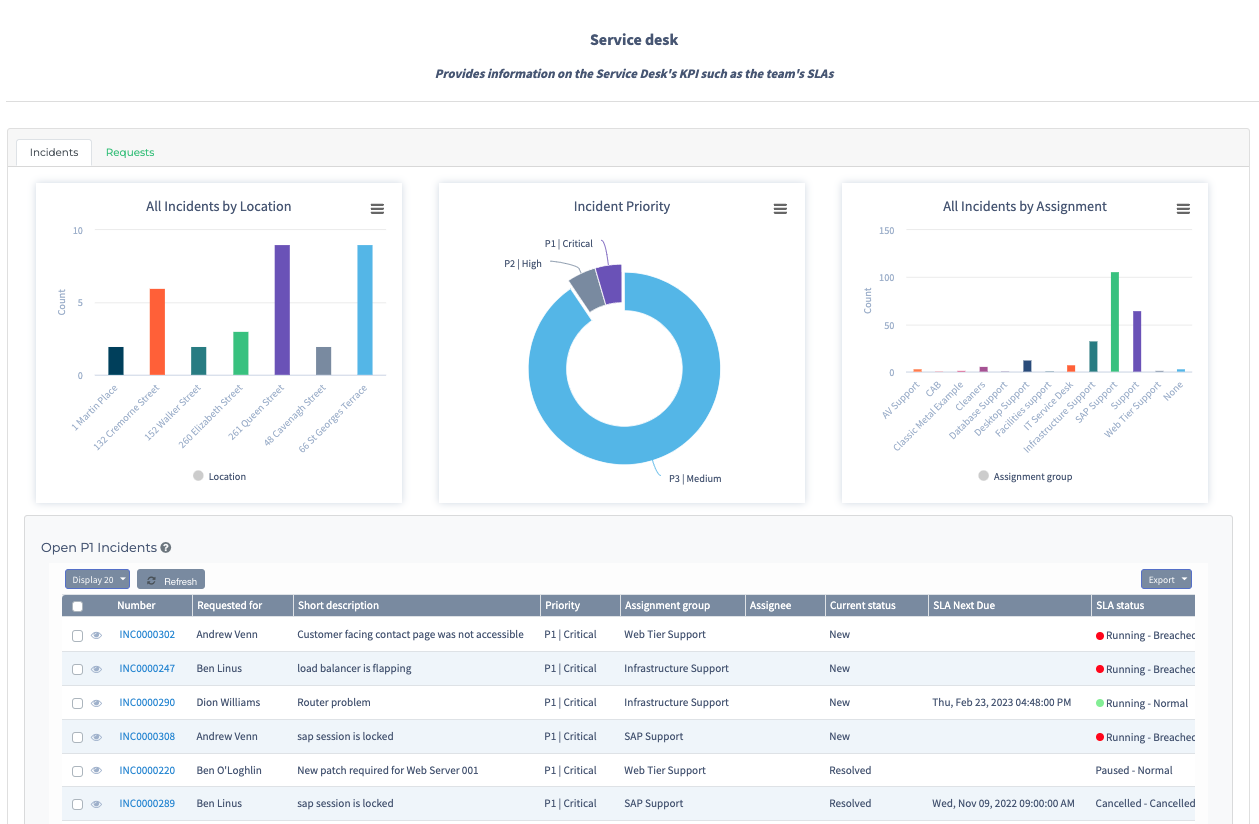 Service desk
Provides information on the Service Desk's KPI such as the team's SLAs
Incidents Requests
All Incidents by Location
10
5
0
Count
1 Martin Place
132 Cremorne Street
152 Walker Street
260 Elizabeth Street
261 Queen Street
48 Cavenagh Street
66 St Georges Terrace
Location
Incident Priority
P1 | Critical
P2 | High
P3 | Medium
All Incidents by Assignment
150
100
50
0
Count
AV Support
CAB
Classic Metal Example
Cleaners
Database Support
Desktop Support
Facilities support
IT Service Desk
Infrastructure Support
SAP Support
Support
Web Tier Support
None
Assignment group
Open P1 Incidents ?
Display 20 Refresh Export
Number Requested for Short description Priority Assignment group Assignee Current status SLA Next Due SLA status
INC0000302 Andrew Venn Customer facing contact page was not accessible P1 | Critical Web Tier Support New Running - Breached
INC0000247 Ben Linus load balancer is flapping P1 | Critical Infrastructure Support New Running - Breached
INC0000290 Dion Williams Router problem P1 | Critical Infrastructure Support New Thu, Feb 23, 2023 04:48:00 PM Running - Normal
INC0000308 Andrew Venn sap session is locked P1 | Critical SAP Support New Running - Breached
INC0000220 Ben O'Loghlin New patch required for Web Server 001 P1 | Critical Web Tier Support Resolved Paused - Normal
INC0000289 Ben Linus sap session is locked P1 | Critical SAP Support Resolved Wed, Nov 09, 2022 09:00:00 AM Cancelled - Cancelled